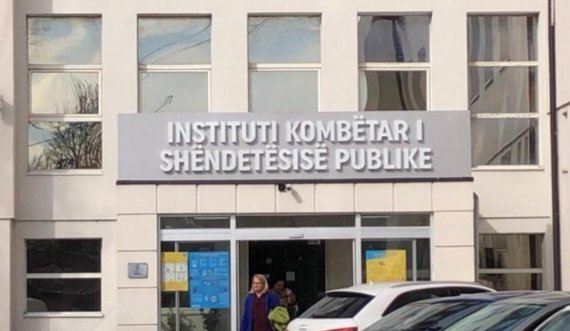 INSTITUTI KOMBËTAR I
SHËNDETËSISË PUBLIKE